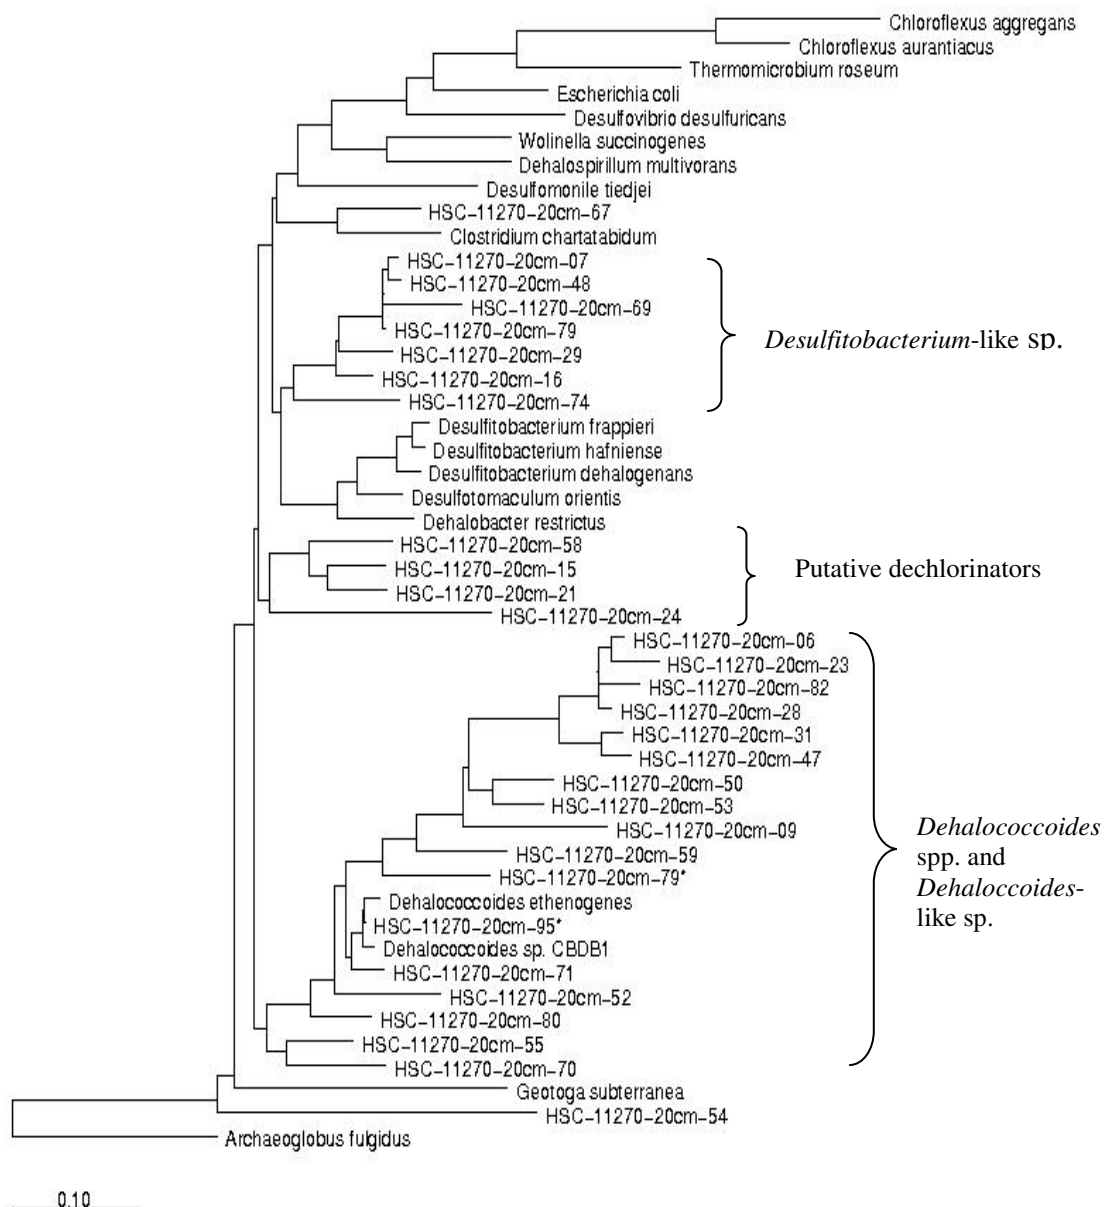 Chloroflexus aggregans
Chloroflexus aurantiacus
Thermomicrobium roseum
Escherichia coli
Desulfovibrio desulfuricans
Wolinella succinogenes
Dehalospirillum multivorans
Desulfomonile tiedjei
HSC-11270-20cm-67
Clostridium chartatabidum
HSC-11270-20cm-07
HSC-11270-20cm-48
HSC-11270-20cm-69
HSC-11270-20cm-79
HSC-11270-20cm-29
HSC-11270-20cm-16
HSC-11270-20cm-74
Desulfitobacterium-like sp.
Desulfitobacterium frappieri
Desulfitobacterium hafniense
Desulfitobacterium dehalogenans
Desulfotomaculum orientis
Dehalobacter restrictus
HSC-11270-20cm-58
HSC-11270-20cm-15
HSC-11270-20cm-21
HSC-11270-20cm-24
Putative dechlorinators
HSC-11270-20cm-06
HSC-11270-20cm-23
HSC-11270-20cm-82
HSC-11270-20cm-28
HSC-11270-20cm-31
HSC-11270-20cm-47
HSC-11270-20cm-50
HSC-11270-20cm-53
HSC-11270-20cm-09
HSC-11270-20cm-59
HSC-11270-20cm-79*
Dehalococcoides ethenogenes
HSC-11270-20cm-95*
Dehalococcoides sp. CBDB1
HSC-11270-20cm-71
HSC-11270-20cm-52
HSC-11270-20cm-80
HSC-11270-20cm-55
HSC-11270-20cm-70
Dehalococcoides
spp. and
Dehaloccoides-
like sp.
Geotoga subterranea
HSC-11270-20cm-54
Archaeoglobus fulgidus
0.10